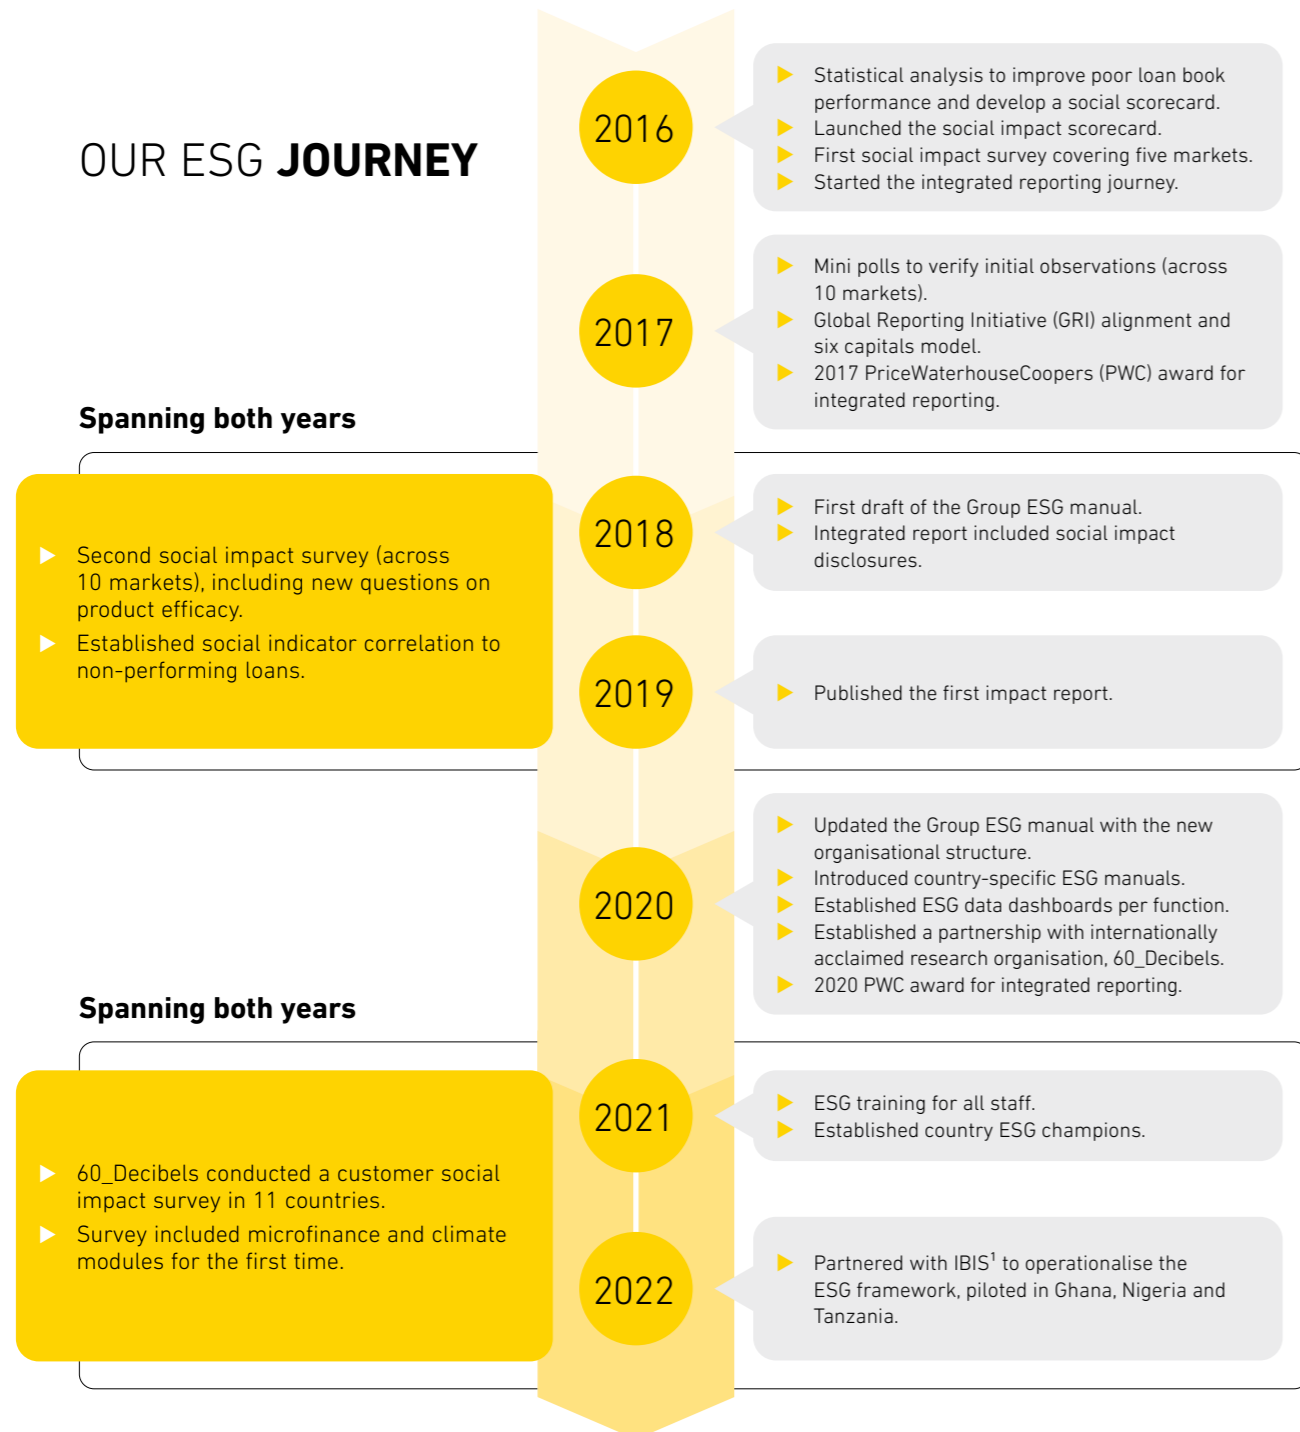 OUR ESG JOURNEY
2016
Statistical analysis to improve poor loan book
performance and develop a social scorecard.
Launched the social impact scorecard.
First social impact survey covering five markets.
Started the integrated reporting journey.
2017
Mini polls to verify initial observations (across
10 markets).
Global Reporting Initiative (GRI) alignment and
six capitals model.
2017 PriceWaterhouseCoopers (PWC) award for
integrated reporting.
Spanning both years
Second social impact survey (across
10 markets), including new questions on
product efficacy.
Established social indicator correlation to
non-performing loans.
2018
First draft of the Group ESG manual.
Integrated report included social impact
disclosures.
2019
Published the first impact report.
2020
Updated the Group ESG manual with the new
organisational structure.
Introduced country-specific ESG manuals.
Established ESG data dashboards per function.
Established a partnership with internationally
acclaimed research organisation, 60_Decibels.
2020 PWC award for integrated reporting.
Spanning both years
60_Decibels conducted a customer social
impact survey in 11 countries.
Survey included microfinance and climate
modules for the first time.
2021
ESG training for all staff.
Established country ESG champions.
2022
Partnered with IBIS¹ to operationalise the
ESG framework, piloted in Ghana, Nigeria and
Tanzania.